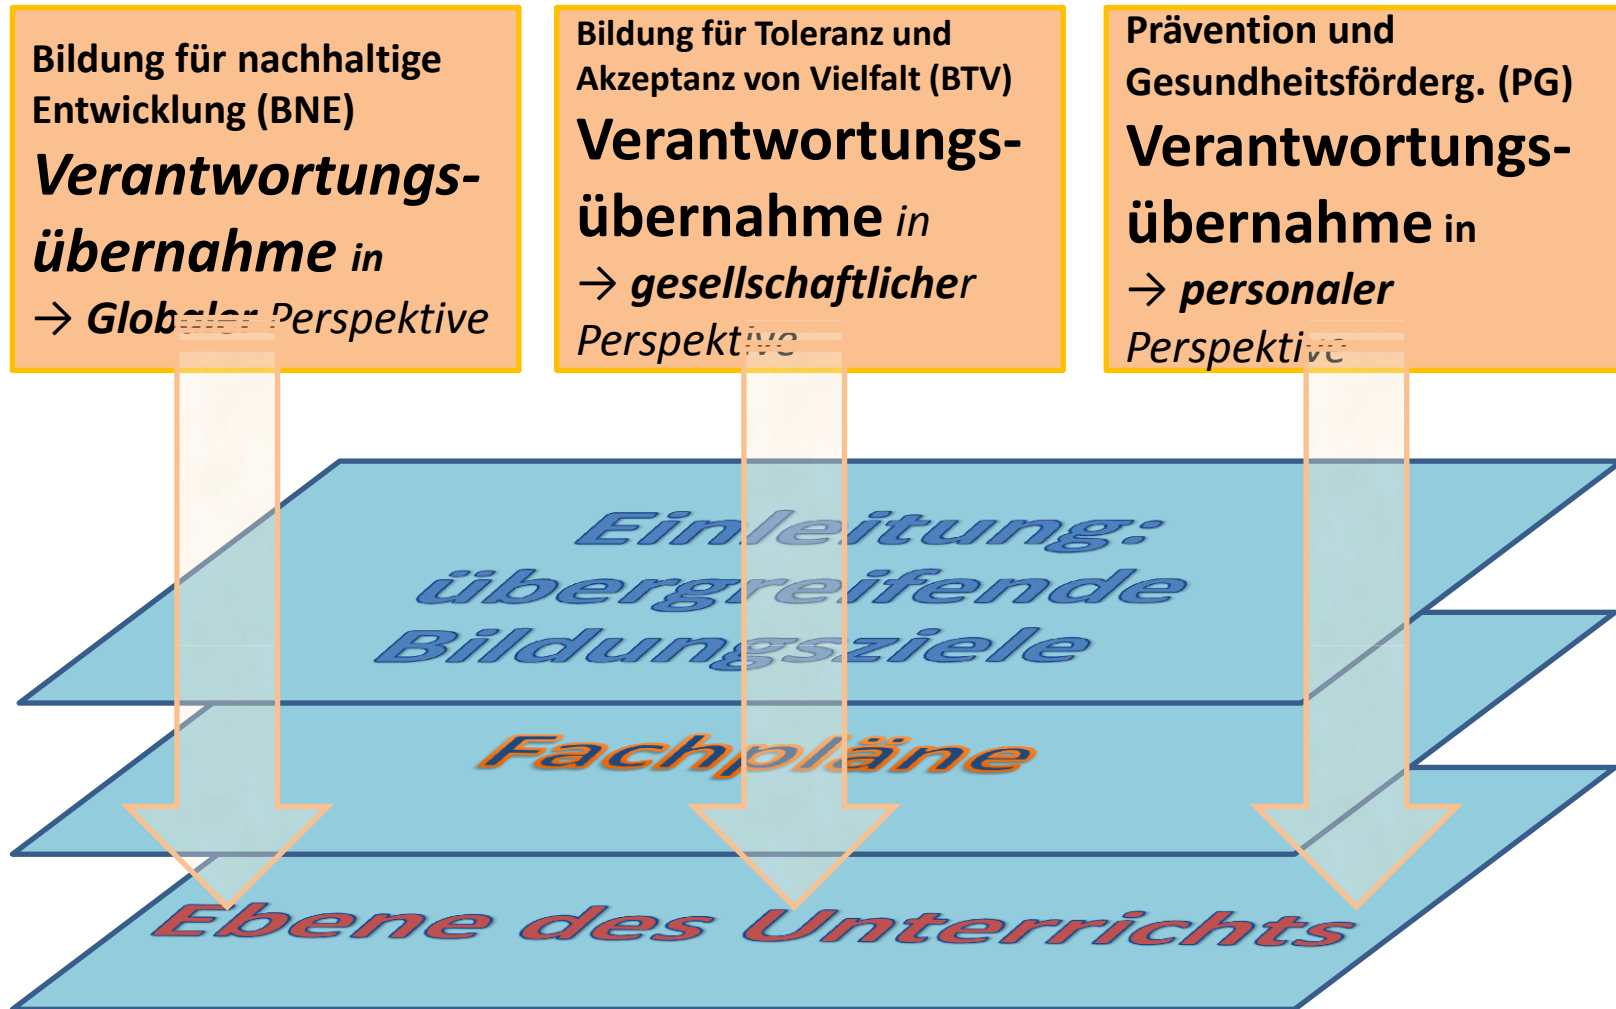 Bildung für nachhaltige
Entwicklung (BNE)
Verantwortungs-
übernahme in
→ Globaler Perspektive
Bildung für Toleranz und
Akzeptanz von Vielfalt (BTV)
Verantwortungs-
übernahme in
→ gesellschaftlicher
Perspektive
Prävention und
Gesundheitsförderg. (PG)
Verantwortungs-
übernahme in
→ personaler
Perspektive
Einleitung:
übergreifende
Bildungsziele
Fachpläne
Ebene des Unterrichts